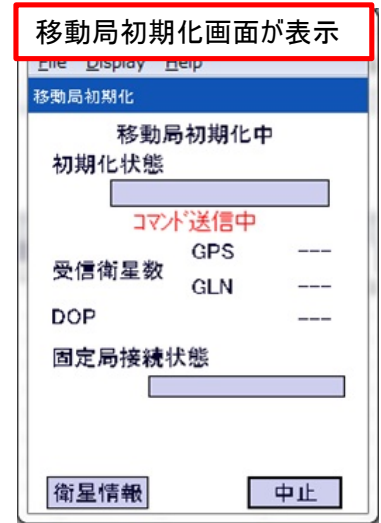 移動局初期化画面が表示
File Display Help
移動局初期化
移動局初期化中
初期化状態
コマンド送信中
受信衛星数 GPS ---
GLN ---
DOP ---
固定局接続状態
衛星情報 中止